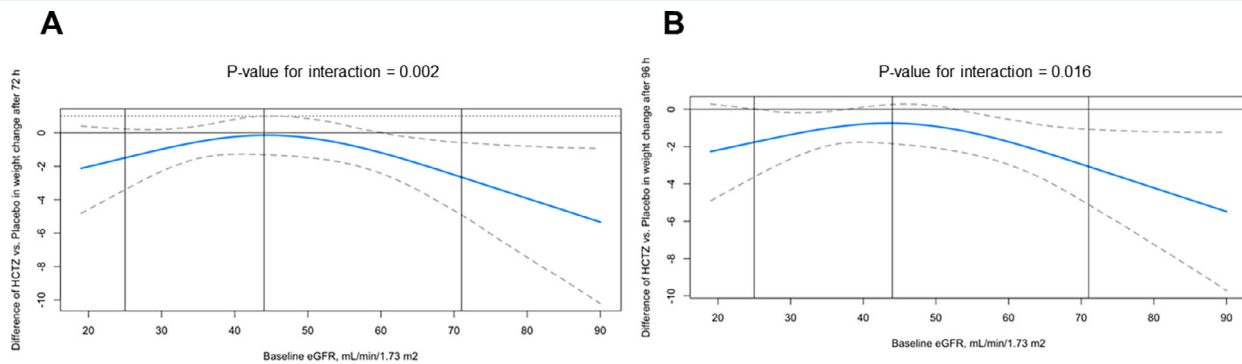 A
P-value for interaction = 0.002
Difference of HCTZ vs. Placebo in weight change after 72 h
0
-2
-4
-6
-8
-10
20 30 40 50 60 70 80 90
Baseline eGFR, mL/min/1.73 m2
B
P-value for interaction = 0.016
Difference of HCTZ vs. Placebo in weight change after 96 h
0
-2
-4
-6
-8
-10
20 30 40 50 60 70 80 90
Baseline eGFR, mL/min/1.73 m2